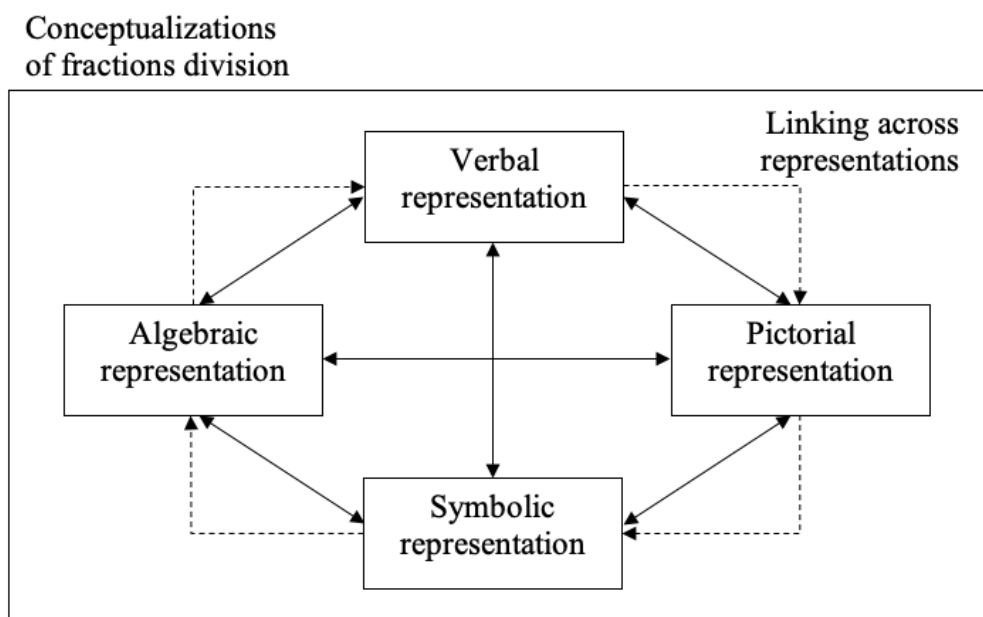 Conceptualizations
of fractions division
Linking across
representations
Verbal
representation
Algebraic
representation
Pictorial
representation
Symbolic
representation